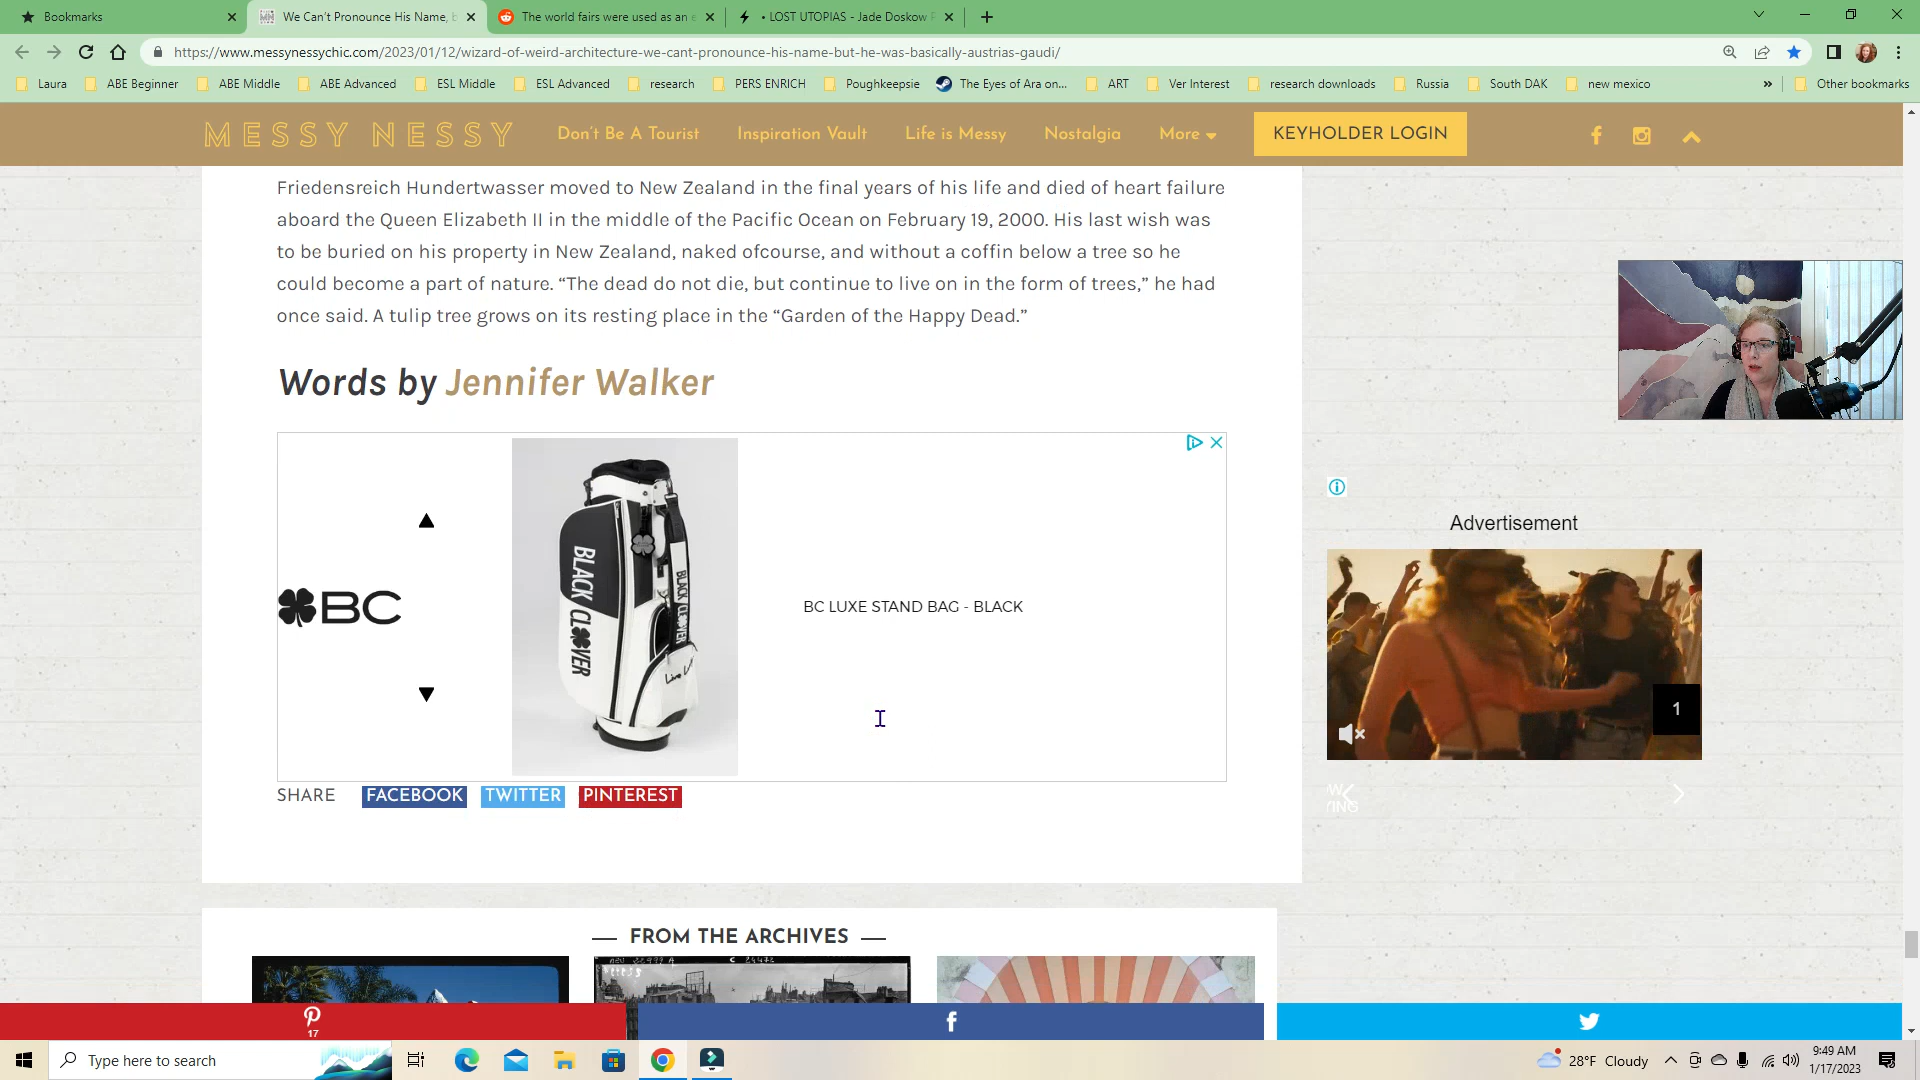 Bookmarks
We Can't Pronounce His Name, b
The world fairs were used as an e
• LOST UTOPIAS - Jade Doskow P
https://www.messynessychic.com/2023/01/12/wizard-of-weird-architecture-we-cant-pronounce-his-name-but-he-was-basically-austrias-gaudi/
Laura ABE Beginner ABE Middle ABE Advanced ESL Middle ESL Advanced research PERS ENRICH Poughkeepsie The Eyes of Ara on... ART Ver Interest research downloads Russia South DAK new mexico » Other bookmarks
MESSY NESSY Don't Be A Tourist Inspiration Vault Life is Messy Nostalgia More KEYHOLDER LOGIN
Friedensreich Hundertwasser moved to New Zealand in the final years of his life and died of heart failure
aboard the Queen Elizabeth II in the middle of the Pacific Ocean on February 19, 2000. His last wish was
to be buried on his property in New Zealand, naked ofcourse, and without a coffin below a tree so he
could become a part of nature. “The dead do not die, but continue to live on in the form of trees,” he had
once said. A tulip tree grows on its resting place in the “Garden of the Happy Dead.”
Words by Jennifer Walker
BC
BLACK CLOVER
BLACK CLOVER
BC LUXE STAND BAG - BLACK
Advertisement
1
SHARE FACEBOOK TWITTER PINTEREST
FROM THE ARCHIVES
17
Type here to search
28°F Cloudy
9:49 AM
1/17/2023